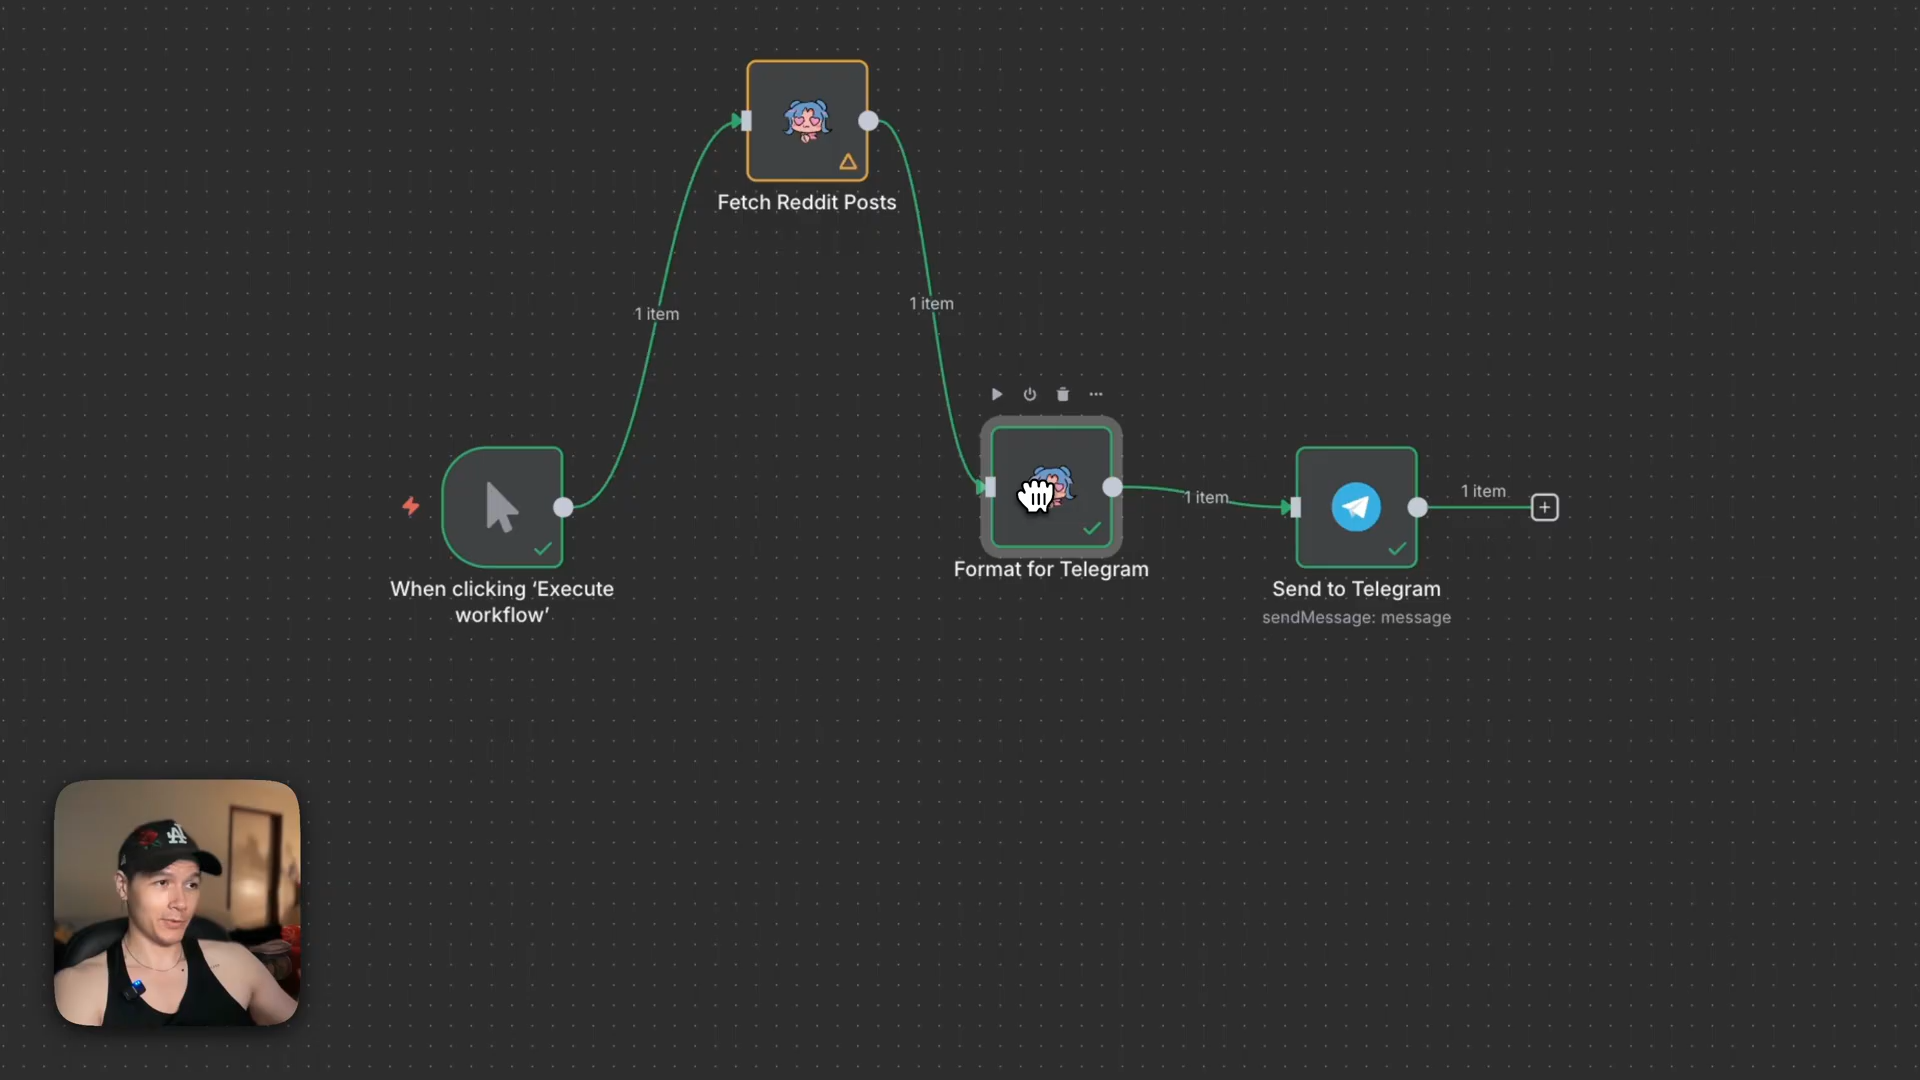 Fetch Reddit Posts
1 item
1 item
1 item
1 item
Format for Telegram
When clicking ‘Execute
workflow’
Send to Telegram
sendMessage: message
LA